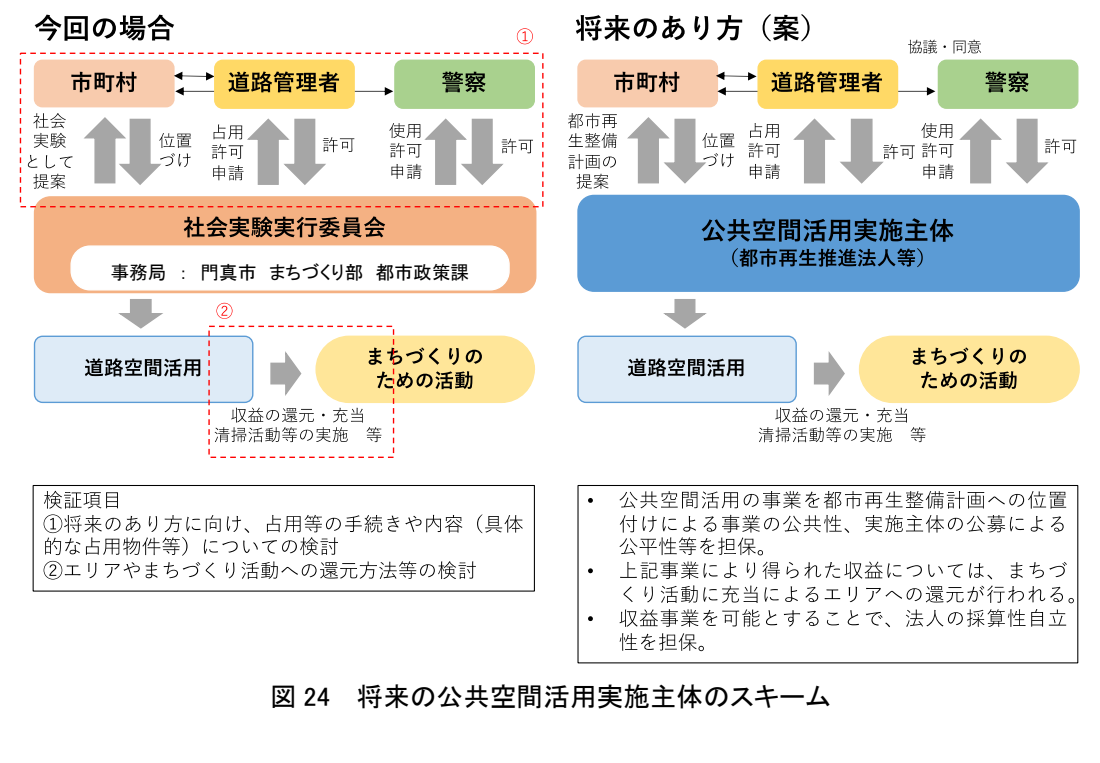 今回の場合
①
市町村
道路管理者
警察
社会
実験
として
提案
位置
づけ
占用
許可
申請
許可
使用
許可
申請
許可
社会実験実行委員会
事務局 ： 門真市 まちづくり部 都市政策課
②
道路空間活用
まちづくりの
ための活動
収益の還元・充当
清掃活動等の実施 等
検証項目
①将来のあり方に向け、占用等の手続きや内容（具体
的な占用物件等）についての検討
②エリアやまちづくり活動への還元方法等の検討
将来のあり方（案）
協議・同意
市町村
道路管理者
警察
都市再
生整備
計画の
提案
位置
づけ
占用
許可
申請
許可
使用
許可
申請
許可
公共空間活用実施主体
（都市再生推進法人等）
道路空間活用
まちづくりの
ための活動
収益の還元・充当
清掃活動等の実施 等
• 公共空間活用の事業を都市再生整備計画への位置
付けによる事業の公共性、実施主体の公募による
公平性等を担保。
• 上記事業により得られた収益については、まちづ
くり活動に充当によるエリアへの還元が行われる。
• 収益事業を可能とすることで、法人の採算性自立
性を担保。
図 24 将来の公共空間活用実施主体のスキーム